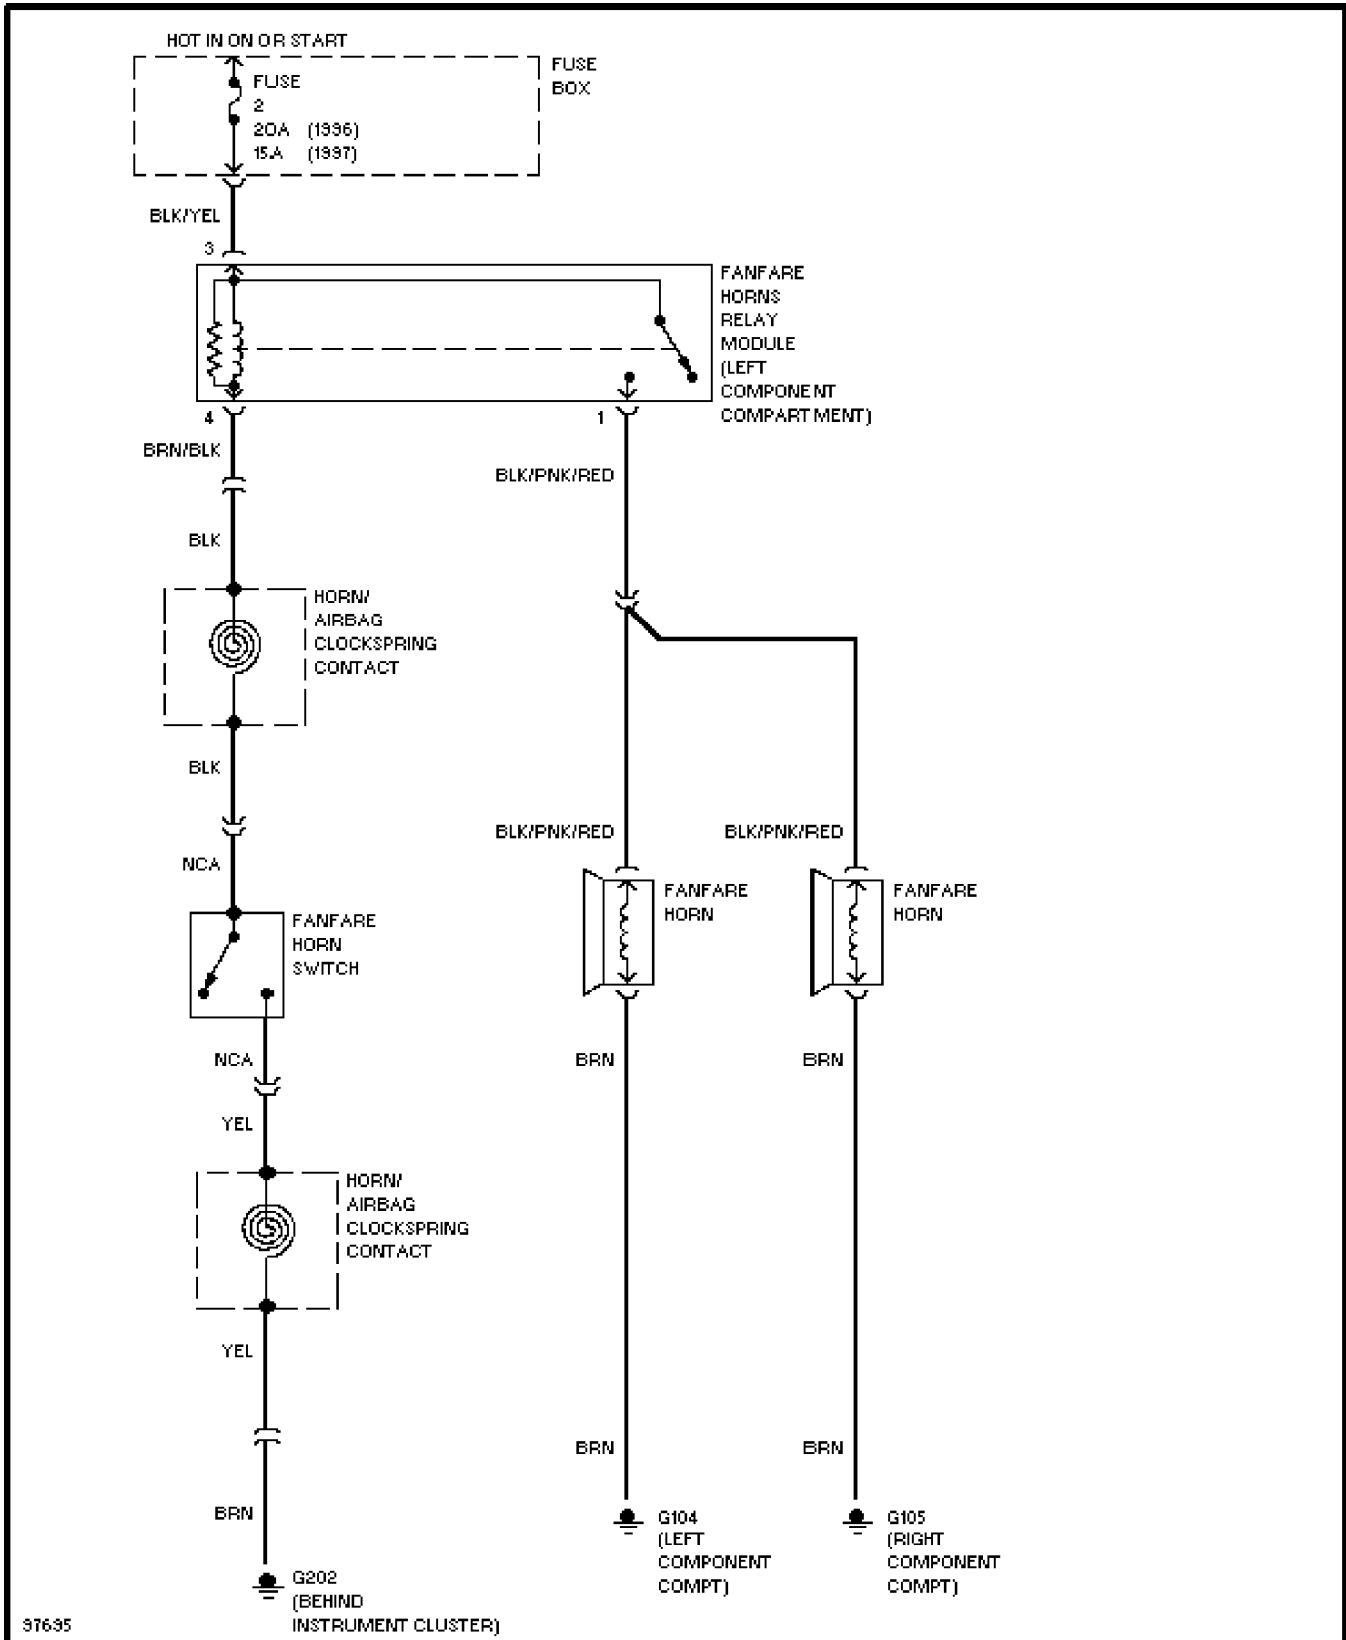 HOT IN ON OR START
FUSE
BOX
FUSE
2
20A (1996)
15A (1997)
BLK/YEL
3
FANFARE
HORNS
RELAY
MODULE
(LEFT
COMPONENT
COMPARTMENT)
4
1
BRN/BLK
BLK/PNK/RED
BLK
HORN/
AIRBAG
CLOCKSPRING
CONTACT
BLK
BLK/PNK/RED
BLK/PNK/RED
NCA
FANFARE
HORN
SWITCH
FANFARE
HORN
FANFARE
HORN
NCA
BRN
BRN
YEL
HORN/
AIRBAG
CLOCKSPRING
CONTACT
YEL
BRN
BRN
BRN
G104
(LEFT
COMPONENT
COMPT)
G105
(RIGHT
COMPONENT
COMPT)
G202
(BEHIND
INSTRUMENT CLUSTER)
97695